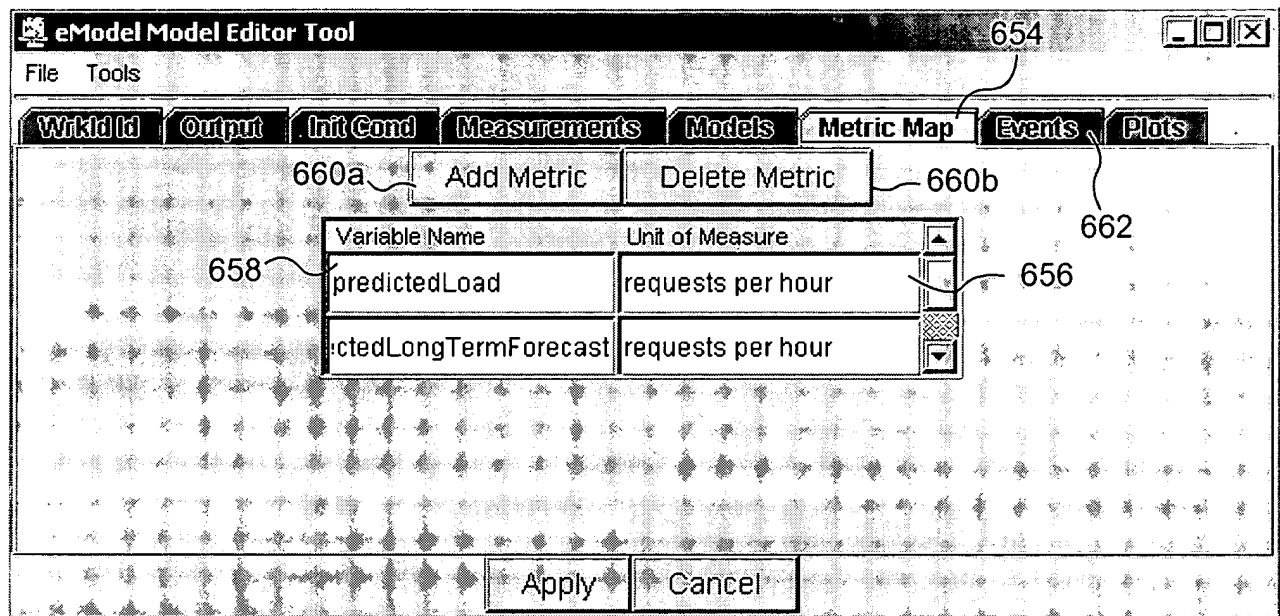 eModel Model Editor Tool
654
File Tools
Wrkld Id Output Init Cond Measurements Models Metric Map Events Plots
660a Add Metric Delete Metric 660b
662
Variable Name Unit of Measure
658 predictedLoad requests per hour 656
ctedLongTermForecast requests per hour
Apply Cancel